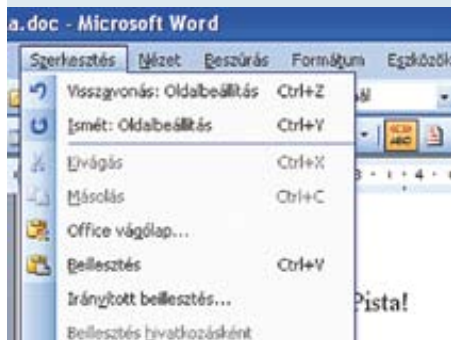 a.doc - Microsoft Word
Szerkesztés Nézet Beszúrás Formátum Eszközök
Visszavonás: Oldalbeállítás Ctrl+Z
Ismét: Oldalbeállítás Ctrl+Y
Kivágás Ctrl+X
Másolás Ctrl+C
Office vágólap...
Beillesztés Ctrl+V
Irányított beillesztés...
Pista!
Beillesztés hivatkozásként